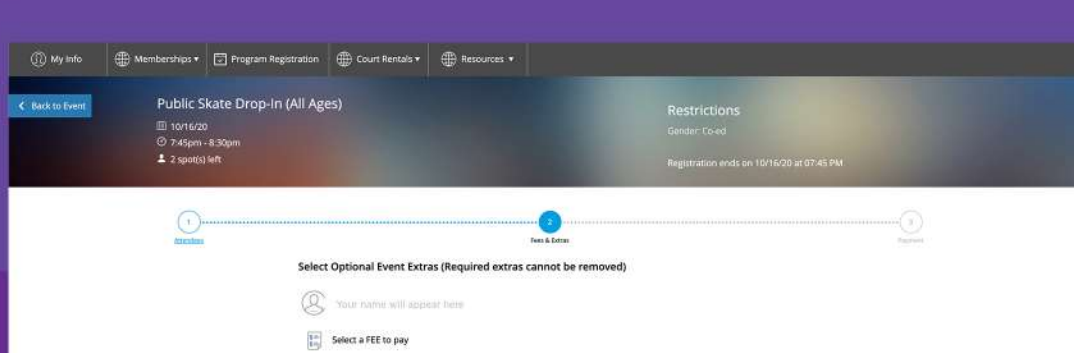 My Info Memberships ▾ Program Registration Court Rentals ▾ Resources ▾
Back to Event
Public Skate Drop-In (All Ages)
10/16/20
7:45pm - 8:30pm
2 spot(s) left
Restrictions
Gender: Co-ed
Registration ends on 10/16/20 at 07:45 PM
1 2 3
Attendees Fees & Extras Payment
Select Optional Event Extras (Required extras cannot be removed)
Your name will appear here
Select a FEE to pay